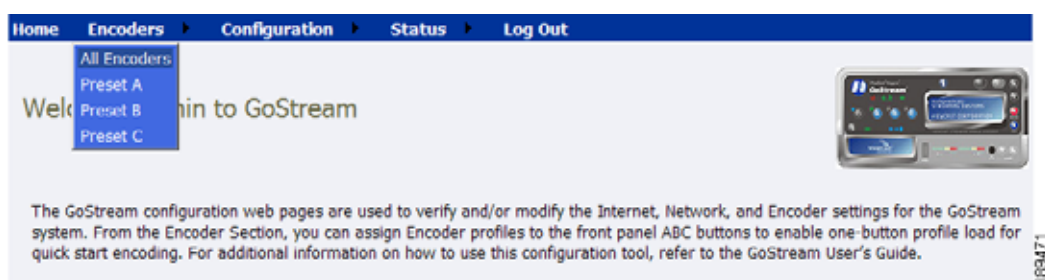 Home Encoders Configuration Status Log Out
All Encoders
Preset A
Preset B
Preset C
Welc in to GoStream
GoStream
The GoStream configuration web pages are used to verify and/or modify the Internet, Network, and Encoder settings for the GoStream
system. From the Encoder Section, you can assign Encoder profiles to the front panel ABC buttons to enable one-button profile load for
quick start encoding. For additional information on how to use this configuration tool, refer to the GoStream User's Guide.